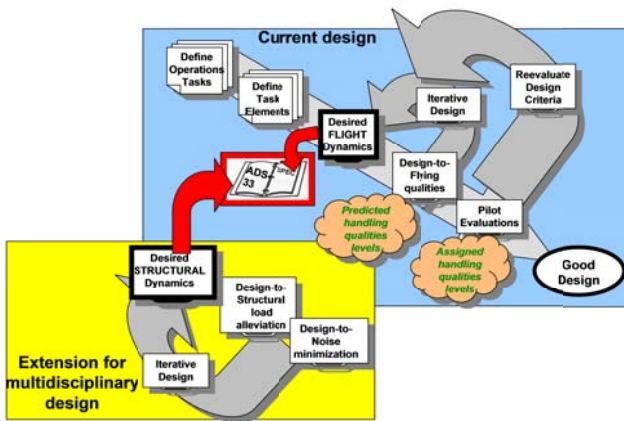 Current design
Define
Operations
Tasks
Define
Task
Elements
Desired
FLIGHT
Dynamics
Iterative
Design
Reevaluate
Design
Criteria
ADS
33
SPEC
Design-to-
Flying
qualities
Pilot
Evaluations
Predicted
handling
qualities
levels
Assigned
handling
qualities
levels
Good
Design
Desired
STRUCTURAL
Dynamics
Design-to-
Structural
load
alleviation
Design-to-
Noise
minimization
Iterative
Design
Extension for
multidisciplinary
design